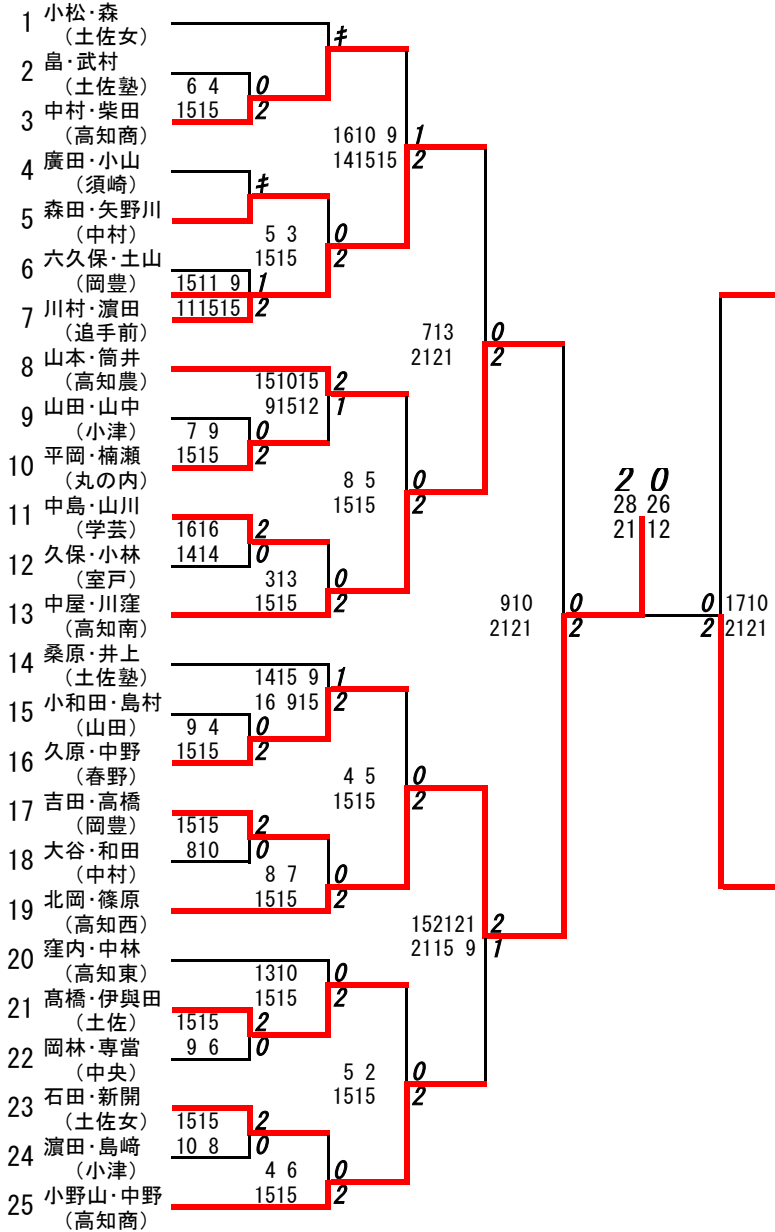 1 小松・森
（土佐女）
ｷ
2 畠・武村
（土佐塾） 6 4 0
3 中村・柴田 1515 2
（高知商）
1610 9 1
141515 2
4 廣田・小山
（須崎）
ｷ
5 森田・矢野川
（中村） 5 3 0
1515 2
6 六久保・土山
（岡豊） 1511 9 1
7 川村・濵田 111515 2
（追手前）
713 0
2121 2
8 山本・筒井
（高知農） 151015 2
91512 1
9 山田・山中
（小津） 7 9 0
10 平岡・楠瀬 1515 2
（丸の内）
8 5 0
1515 2
11 中島・山川
（学芸） 1616 2
12 久保・小林 1414 0
（室戸） 313 0
13 中屋・川窪 1515 2
（高知南）
910 0
2121 2
2 0
28 26
21 12
0 1710
2 2121
14 桑原・井上
（土佐塾） 1415 9 1
16 915 2
15 小和田・島村
（山田） 9 4 0
16 久原・中野 1515 2
（春野）
4 5 0
1515 2
17 吉田・高橋
（岡豊） 1515 2
18 大谷・和田 810 0
（中村） 8 7 0
19 北岡・篠原 1515 2
（高知西）
152121 2
2115 9 1
20 窪内・中林
（高知東） 1310 0
1515 2
21 髙橋・伊與田
（土佐） 1515 2
22 岡林・専當 9 6 0
（中央）
5 2 0
1515 2
23 石田・新開
（土佐女） 1515 2
24 濵田・島﨑 10 8 0
（小津） 4 6 0
25 小野山・中野 1515 2
（高知商）